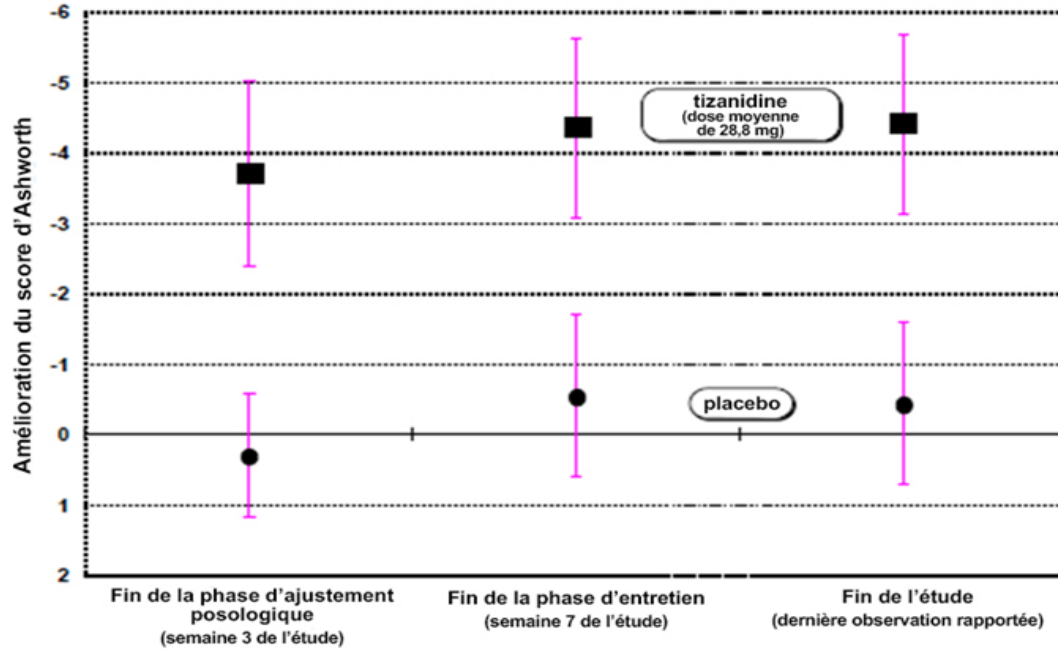 Amélioration du score d'Ashworth
-6
-5
-4
-3
-2
-1
0
1
2
tizanidine
(dose moyenne
de 28,8 mg)
placebo
Fin de la phase d'ajustement
posologique
(semaine 3 de l'étude)
Fin de la phase d'entretien
(semaine 7 de l'étude)
Fin de l'étude
(dernière observation rapportée)